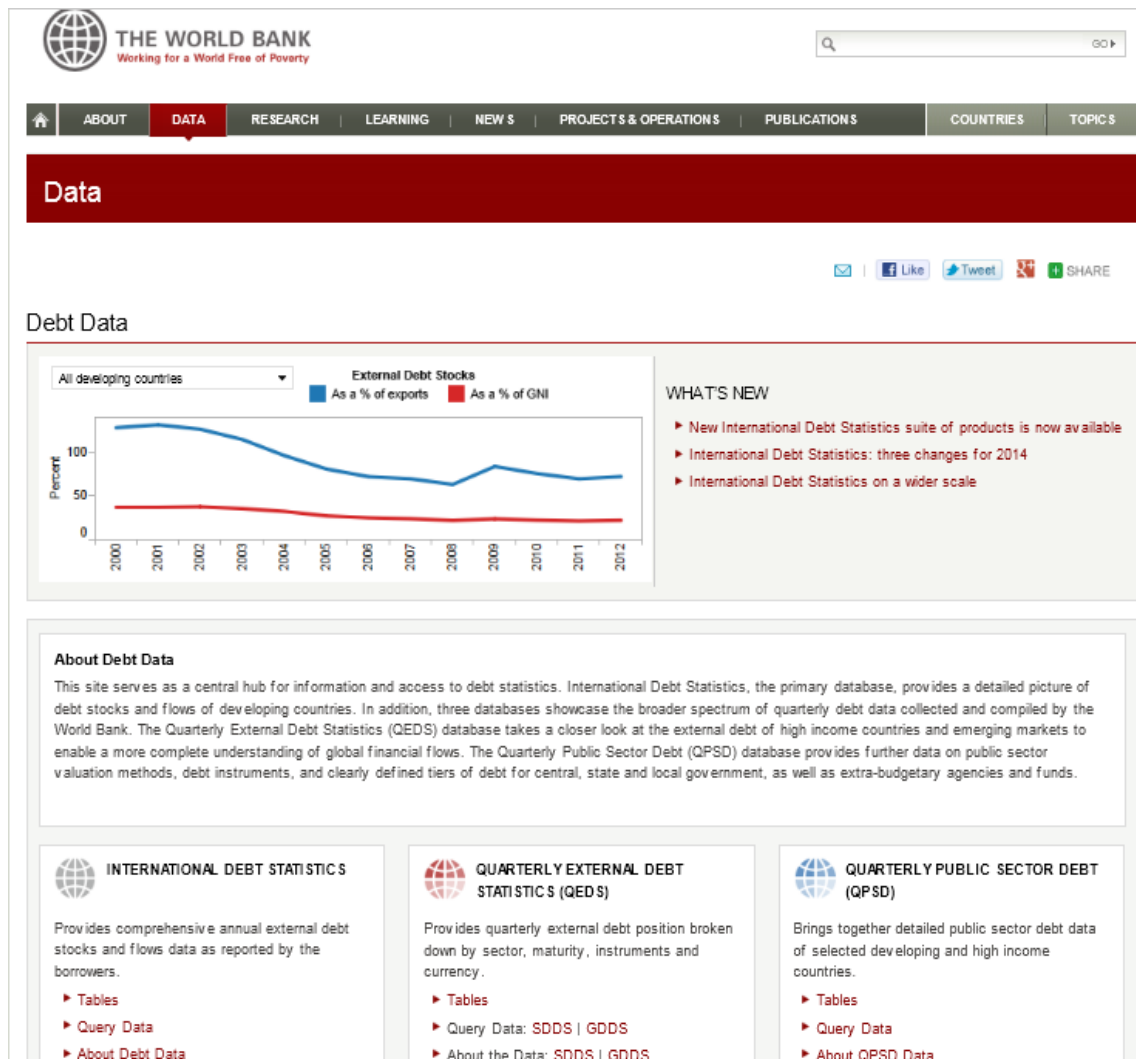 THE WORLD BANK
Working for a World Free of Poverty
GO
ABOUT DATA RESEARCH | LEARNING | NEWS | PROJECTS & OPERATIONS | PUBLICATIONS COUNTRIES TOPICS
Data
| Like Tweet SHARE
Debt Data
All developing countries
External Debt Stocks
As a % of exports As a % of GNI
Percent
100
50
0
2000 2001 2002 2003 2004 2005 2006 2007 2008 2009 2010 2011 2012
WHAT'S NEW
New International Debt Statistics suite of products is now available
International Debt Statistics: three changes for 2014
International Debt Statistics on a wider scale
About Debt Data
This site serves as a central hub for information and access to debt statistics. International Debt Statistics, the primary database, provides a detailed picture of
debt stocks and flows of developing countries. In addition, three databases showcase the broader spectrum of quarterly debt data collected and compiled by the
World Bank. The Quarterly External Debt Statistics (QEDS) database takes a closer look at the external debt of high income countries and emerging markets to
enable a more complete understanding of global financial flows. The Quarterly Public Sector Debt (QPSD) database provides further data on public sector
valuation methods, debt instruments, and clearly defined tiers of debt for central, state and local government, as well as extra-budgetary agencies and funds.
INTERNATIONAL DEBT STATISTICS
Provides comprehensive annual external debt
stocks and flows data as reported by the
borrowers.
Tables
Query Data
About Debt Data
QUARTERLY EXTERNAL DEBT
STATISTICS (QEDS)
Provides quarterly external debt position broken
down by sector, maturity, instruments and
currency.
Tables
Query Data: SDDS | GDDS
About the Data: SDDS | GDDS
QUARTERLY PUBLIC SECTOR DEBT
(QPSD)
Brings together detailed public sector debt data
of selected developing and high income
countries.
Tables
Query Data
About QPSD Data